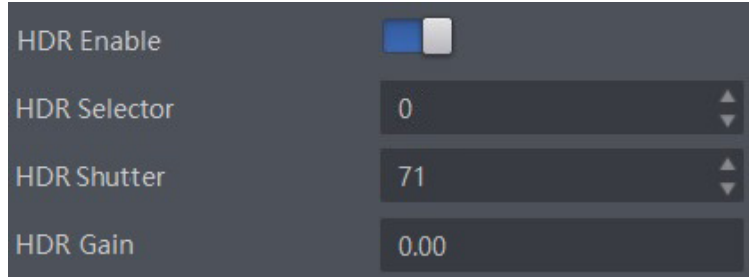 HDR Enable
HDR Selector 0
HDR Shutter 71
HDR Gain 0.00